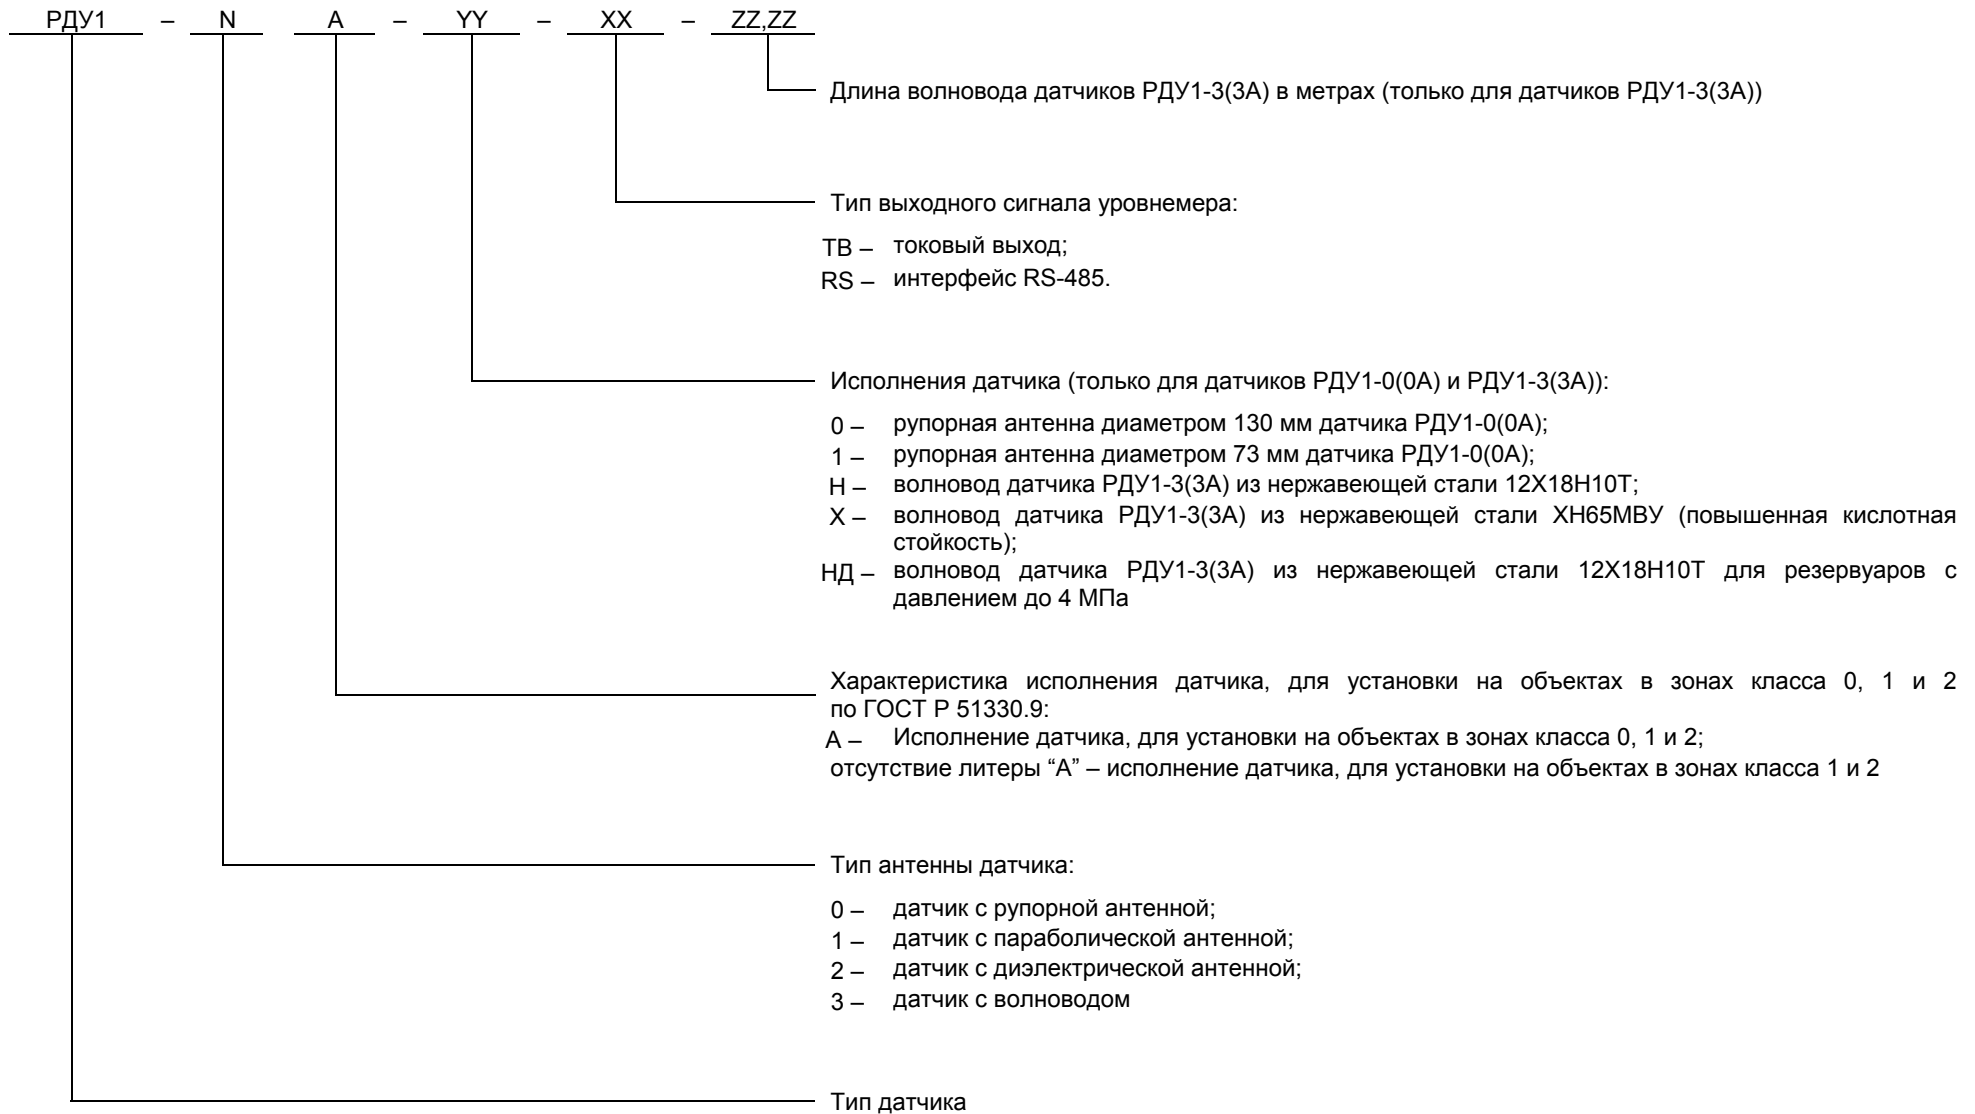 РДУ1 – N A – YY – XX – ZZ,ZZ
Длина волновода датчиков РДУ1-3(3А) в метрах (только для датчиков РДУ1-3(3А))
Тип выходного сигнала уровнемера:
ТВ – токовый выход;
RS – интерфейс RS-485.
Исполнения датчика (только для датчиков РДУ1-0(0А) и РДУ1-3(3А)):
0 – рупорная антенна диаметром 130 мм датчика РДУ1-0(0А);
1 – рупорная антенна диаметром 73 мм датчика РДУ1-0(0А);
Н – волновод датчика РДУ1-3(3А) из нержавеющей стали 12Х18Н10Т;
Х – волновод датчика РДУ1-3(3А) из нержавеющей стали ХН65МВУ (повышенная кислотная
стойкость);
НД – волновод датчика РДУ1-3(3А) из нержавеющей стали 12Х18Н10Т для резервуаров с
давлением до 4 МПа
Характеристика исполнения датчика, для установки на объектах в зонах класса 0, 1 и 2
по ГОСТ Р 51330.9:
А – Исполнение датчика, для установки на объектах в зонах класса 0, 1 и 2;
отсутствие литеры “А” – исполнение датчика, для установки на объектах в зонах класса 1 и 2
Тип антенны датчика:
0 – датчик с рупорной антенной;
1 – датчик с параболической антенной;
2 – датчик с диэлектрической антенной;
3 – датчик с волноводом
Тип датчика